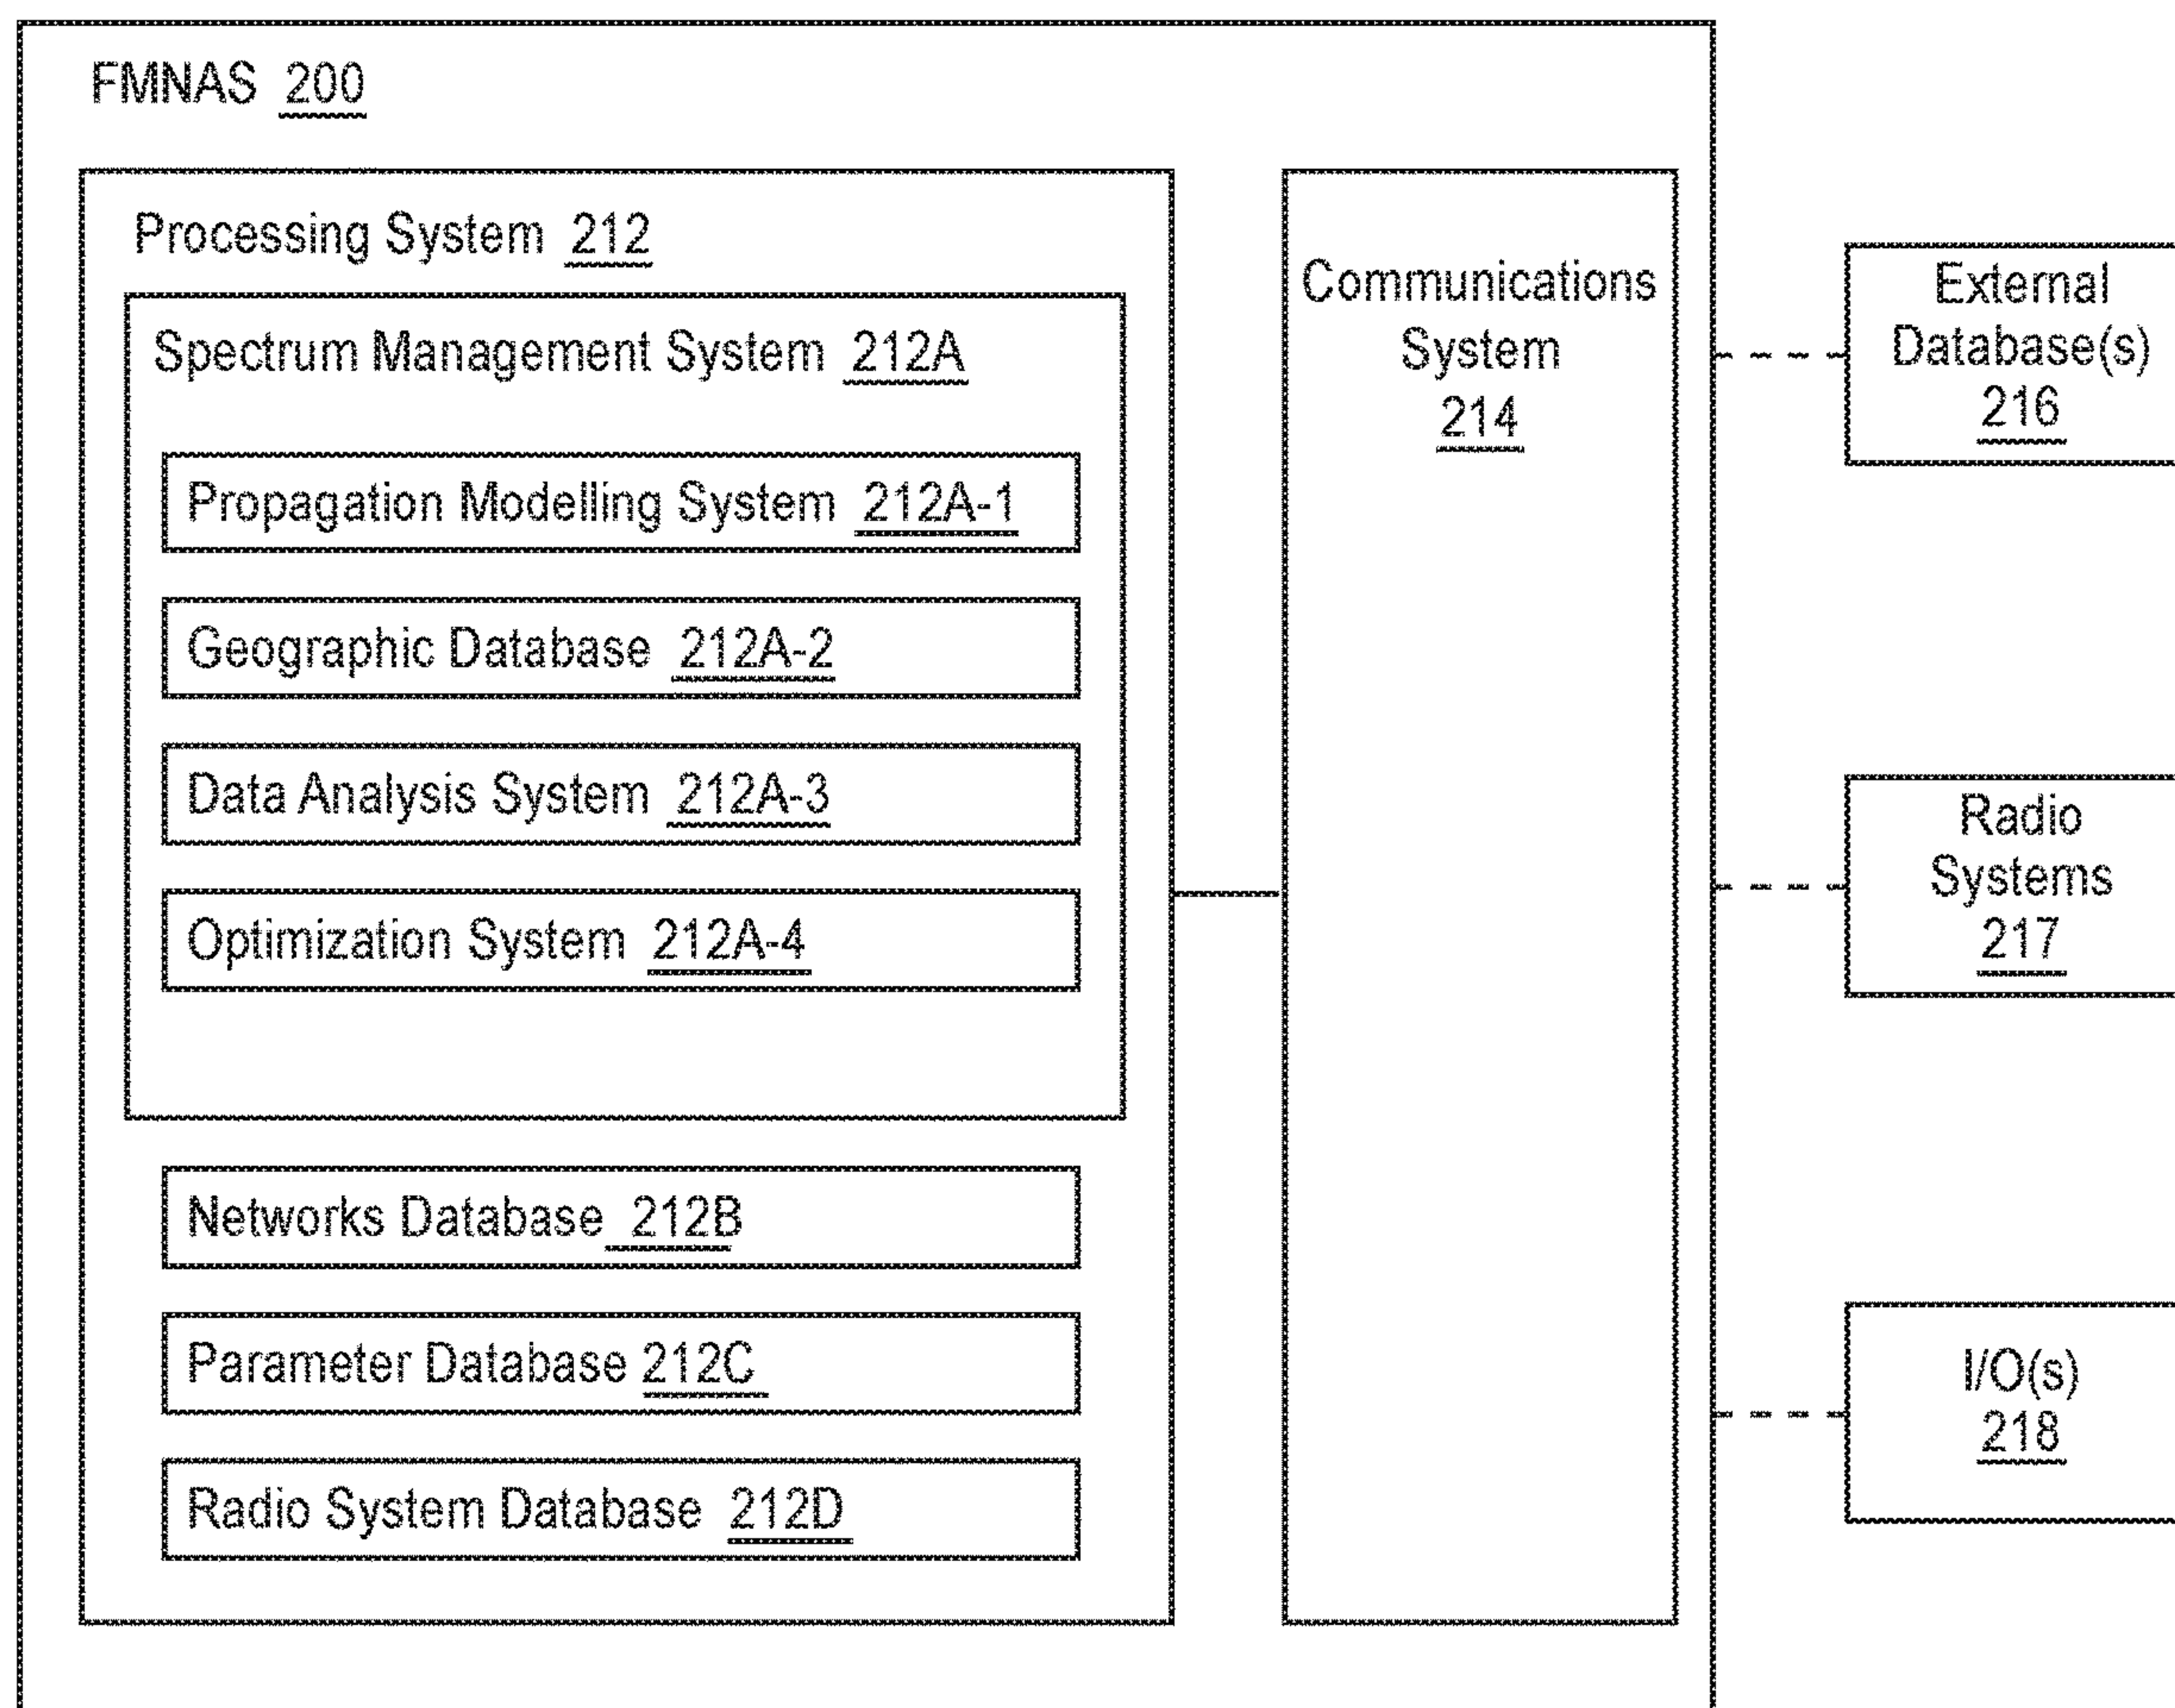 FMNAS 200
Processing System 212
Spectrum Management System 212A
Propagation Modelling System 212A-1
Geographic Database 212A-2
Data Analysis System 212A-3
Optimization System 212A-4
Networks Database 212B
Parameter Database 212C
Radio System Database 212D
Communications
System
214
External
Database(s)
216
Radio
Systems
217
I/O(s)
218